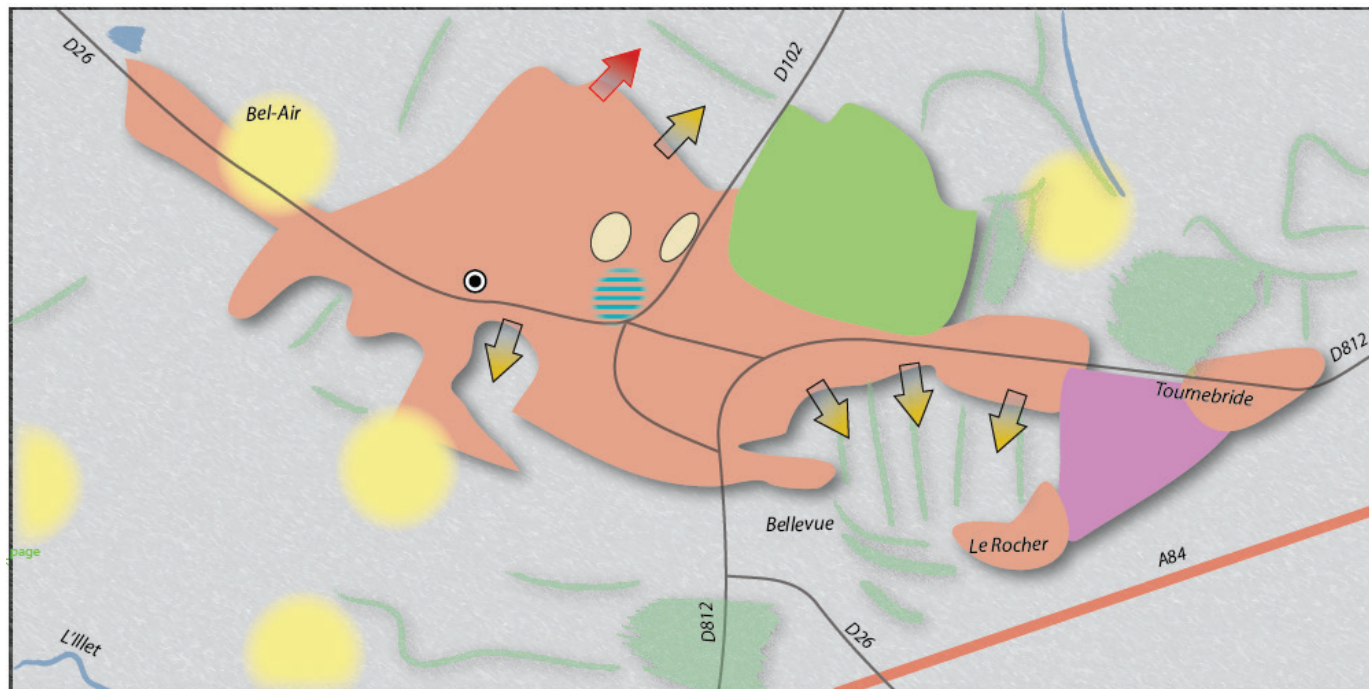 D26
D102
Bel-Air
D812
Tournebride
Bellevue
Le Rocher
page
A84
D812
D26
L'Illet